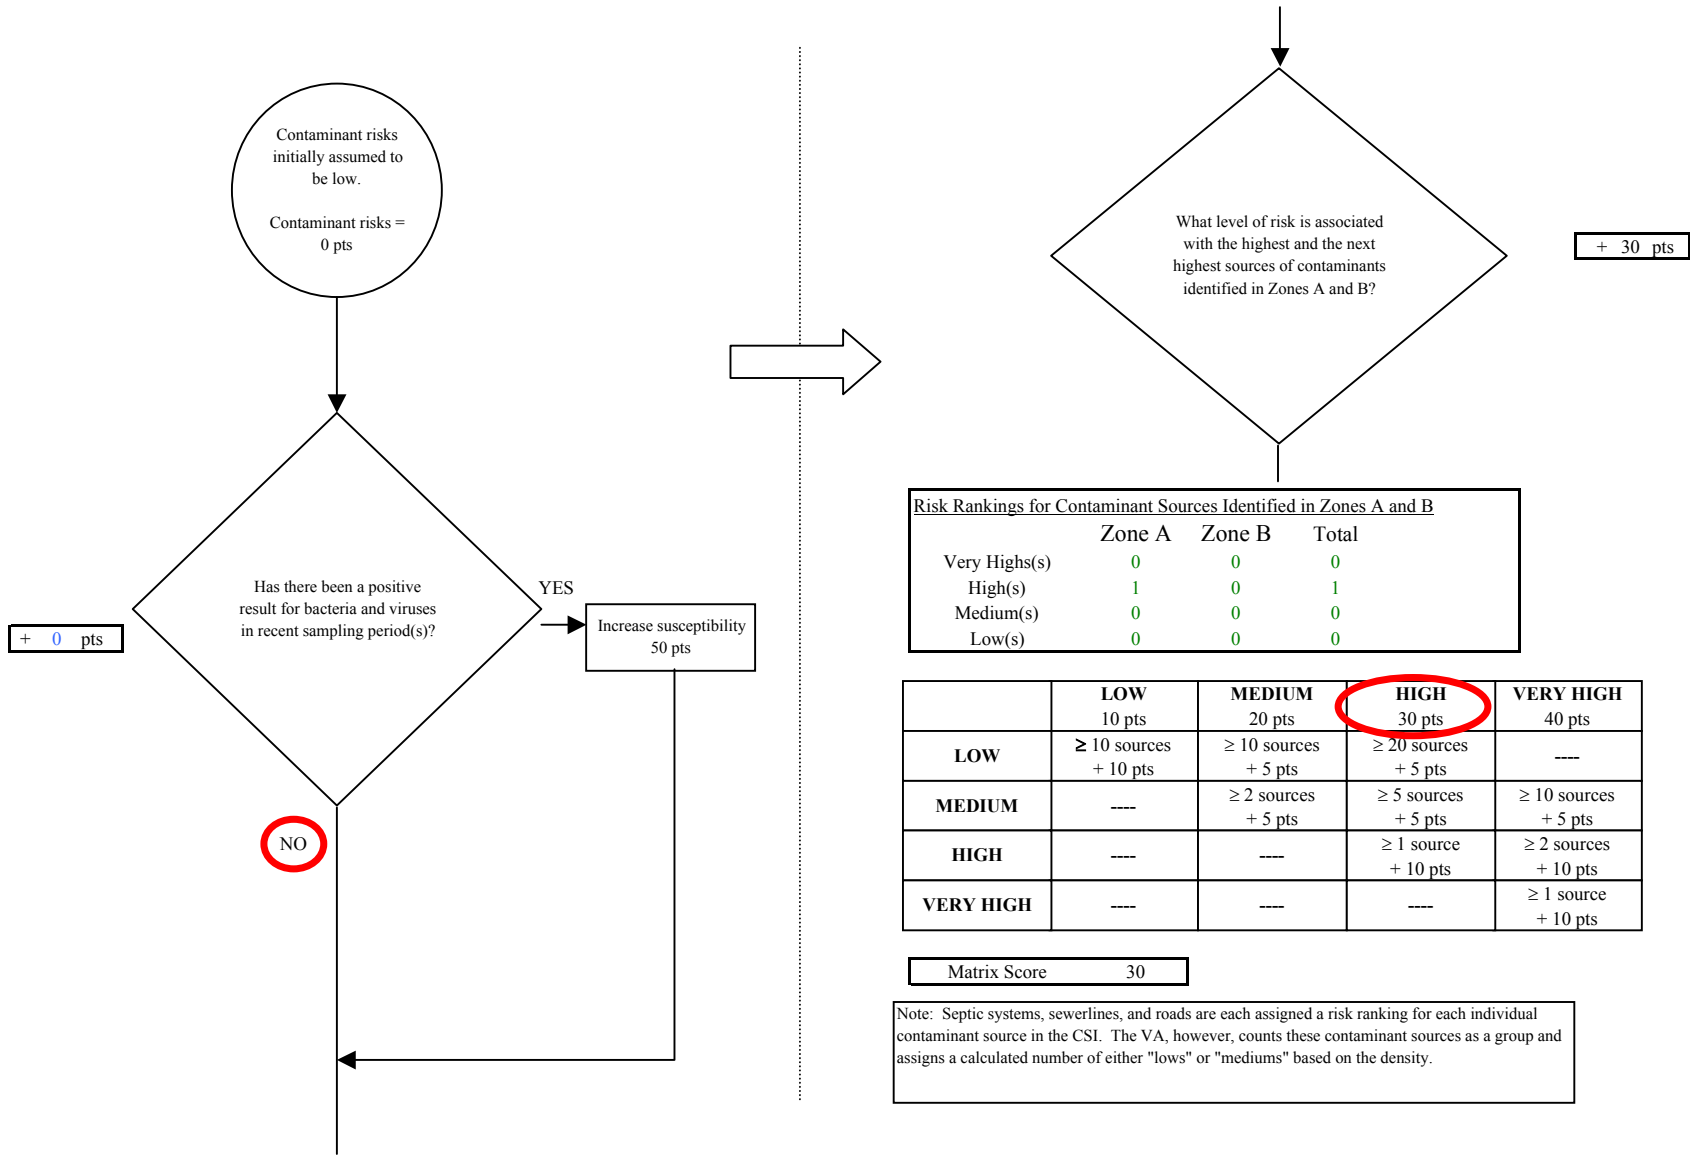 Contaminant risks
initially assumed to
be low.
Contaminant risks =
0 pts
Has there been a positive
result for bacteria and viruses
in recent sampling period(s)?
+ 0 pts
YES
Increase susceptibility
50 pts
NO
What level of risk is associated
with the highest and the next
highest sources of contaminants
identified in Zones A and B?
+ 30 pts
Risk Rankings for Contaminant Sources Identified in Zones A and B
Zone A Zone B Total
Very Highs(s) 0 0 0
High(s) 1 0 1
Medium(s) 0 0 0
Low(s) 0 0 0
LOW MEDIUM HIGH VERY HIGH
10 pts 20 pts 30 pts 40 pts
LOW ≥ 10 sources ≥ 10 sources ≥ 20 sources ----
+ 10 pts + 5 pts + 5 pts
MEDIUM ---- ≥ 2 sources ≥ 5 sources ≥ 10 sources
+ 5 pts + 5 pts + 5 pts
HIGH ---- ---- ≥ 1 source ≥ 2 sources
+ 10 pts + 10 pts
VERY HIGH ---- ---- ---- ≥ 1 source
+ 10 pts
Matrix Score 30
Note: Septic systems, sewerlines, and roads are each assigned a risk ranking for each individual
contaminant source in the CSI. The VA, however, counts these contaminant sources as a group and
assigns a calculated number of either "lows" or "mediums" based on the density.